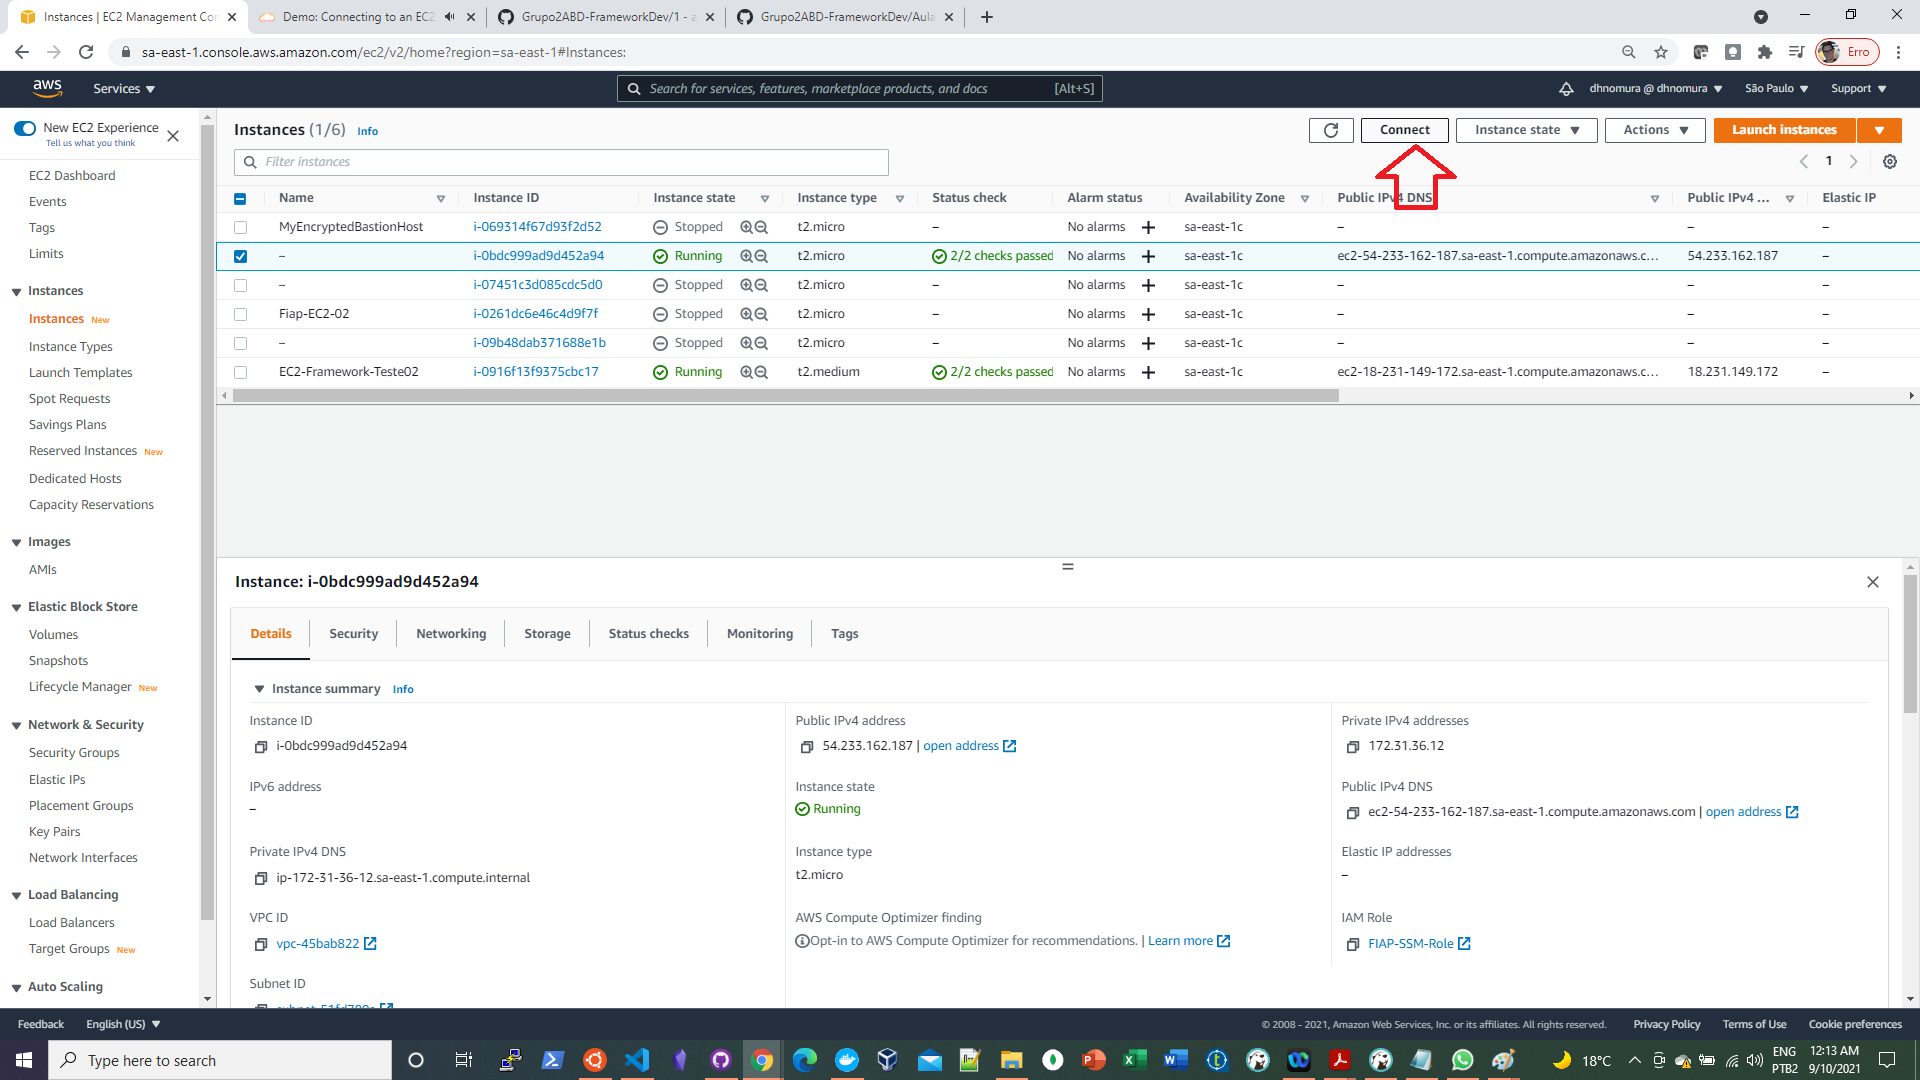 Instances | EC2 Management Con
Demo: Connecting to an EC2
Grupo2ABD-FrameworkDev/1 - a
Grupo2ABD-FrameworkDev/Aula
sa-east-1.console.aws.amazon.com/ec2/v2/home?region=sa-east-1#Instances:
Erro
aws
Services
Search for services, features, marketplace products, and docs
[Alt+S]
dhnomura @ dhnomura
São Paulo
Support
New EC2 Experience
Tell us what you think
EC2 Dashboard
Events
Tags
Limits
Instances
Instances New
Instance Types
Launch Templates
Spot Requests
Savings Plans
Reserved Instances New
Dedicated Hosts
Capacity Reservations
Images
AMIs
Elastic Block Store
Volumes
Snapshots
Lifecycle Manager New
Network & Security
Security Groups
Elastic IPs
Placement Groups
Key Pairs
Network Interfaces
Load Balancing
Load Balancers
Target Groups New
Auto Scaling
Instances (1/6) Info
Connect
Instance state
Actions
Launch instances
Filter instances
1
Name Instance ID Instance state Instance type Status check Alarm status Availability Zone Public IPv4 DNS Public IPv4 ... Elastic IP
MyEncryptedBastionHost i-069314f67d93f2d52 Stopped t2.micro – No alarms + sa-east-1c – – –
– i-0bdc999ad9d452a94 Running t2.micro 2/2 checks passed No alarms + sa-east-1c ec2-54-233-162-187.sa-east-1.compute.amazonaws.c... 54.233.162.187 –
– i-07451c3d085cdc5d0 Stopped t2.micro – No alarms + sa-east-1c – – –
Fiap-EC2-02 i-0261dc6e46c4d9f7f Stopped t2.micro – No alarms + sa-east-1c – – –
– i-09b48dab371688e1b Stopped t2.micro – No alarms + sa-east-1c – – –
EC2-Framework-Teste02 i-0916f13f9375cbc17 Running t2.medium 2/2 checks passed No alarms + sa-east-1c ec2-18-231-149-172.sa-east-1.compute.amazonaws.c... 18.231.149.172 –
Instance: i-0bdc999ad9d452a94
Details Security Networking Storage Status checks Monitoring Tags
Instance summary Info
Instance ID
i-0bdc999ad9d452a94
Public IPv4 address
54.233.162.187 | open address
Private IPv4 addresses
172.31.36.12
IPv6 address
–
Instance state
Running
Public IPv4 DNS
ec2-54-233-162-187.sa-east-1.compute.amazonaws.com | open address
Private IPv4 DNS
ip-172-31-36-12.sa-east-1.compute.internal
Instance type
t2.micro
Elastic IP addresses
–
VPC ID
vpc-45bab822
AWS Compute Optimizer finding
Opt-in to AWS Compute Optimizer for recommendations. | Learn more
IAM Role
FIAP-SSM-Role
Subnet ID
Feedback English (US)
© 2008 - 2021, Amazon Web Services, Inc. or its affiliates. All rights reserved. Privacy Policy Terms of Use Cookie preferences
Type here to search
18°C
ENG
PTB2
12:13 AM
9/10/2021